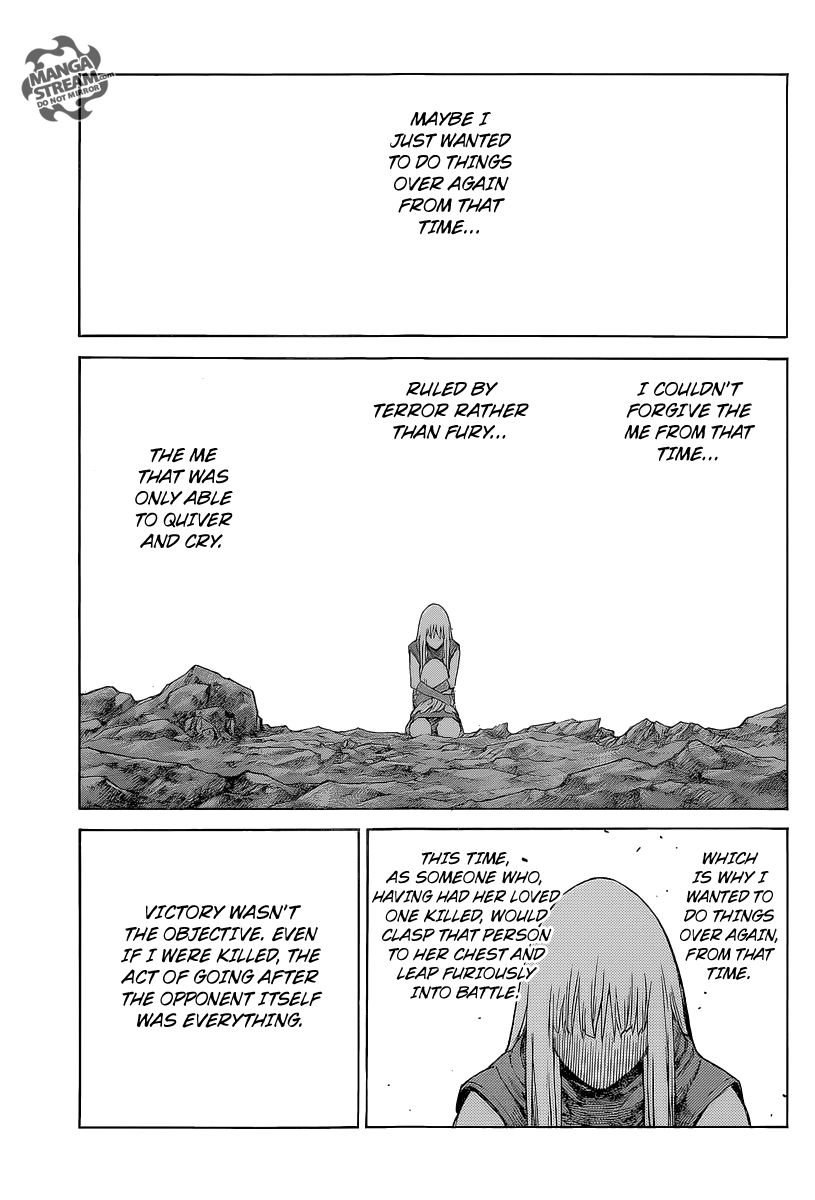 MANGA
STREAM.com
DO NOT MIRROR
MAYBE I
JUST WANTED
TO DO THINGS
OVER AGAIN
FROM THAT
TIME...
I COULDN'T
FORGIVE THE
ME FROM THAT
TIME...
RULED BY
TERROR RATHER
THAN FURY...
THE ME
THAT WAS
ONLY ABLE
TO QUIVER
AND CRY.
WHICH
IS WHY I
WANTED TO
DO THINGS
OVER AGAIN,
FROM THAT
TIME.
THIS TIME,
AS SOMEONE WHO,
HAVING HAD HER LOVED
ONE KILLED, WOULD
CLASP THAT PERSON
TO HER CHEST AND
LEAP FURIOUSLY
INTO BATTLE!
VICTORY WASN'T
THE OBJECTIVE. EVEN
IF I WERE KILLED, THE
ACT OF GOING AFTER
THE OPPONENT ITSELF
WAS EVERYTHING.